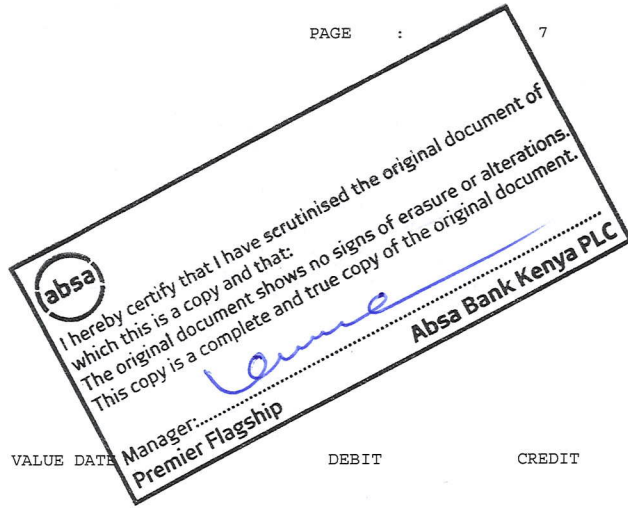 PAGE : 7
absa
I hereby certify that I have scrutinised the original document of
which this is a copy and that:
The original document shows no signs of erasure or alterations.
This copy is a complete and true copy of the original document.
Manager:
Absa Bank Kenya PLC
Premier Flagship
VALUE DATE DEBIT CREDIT